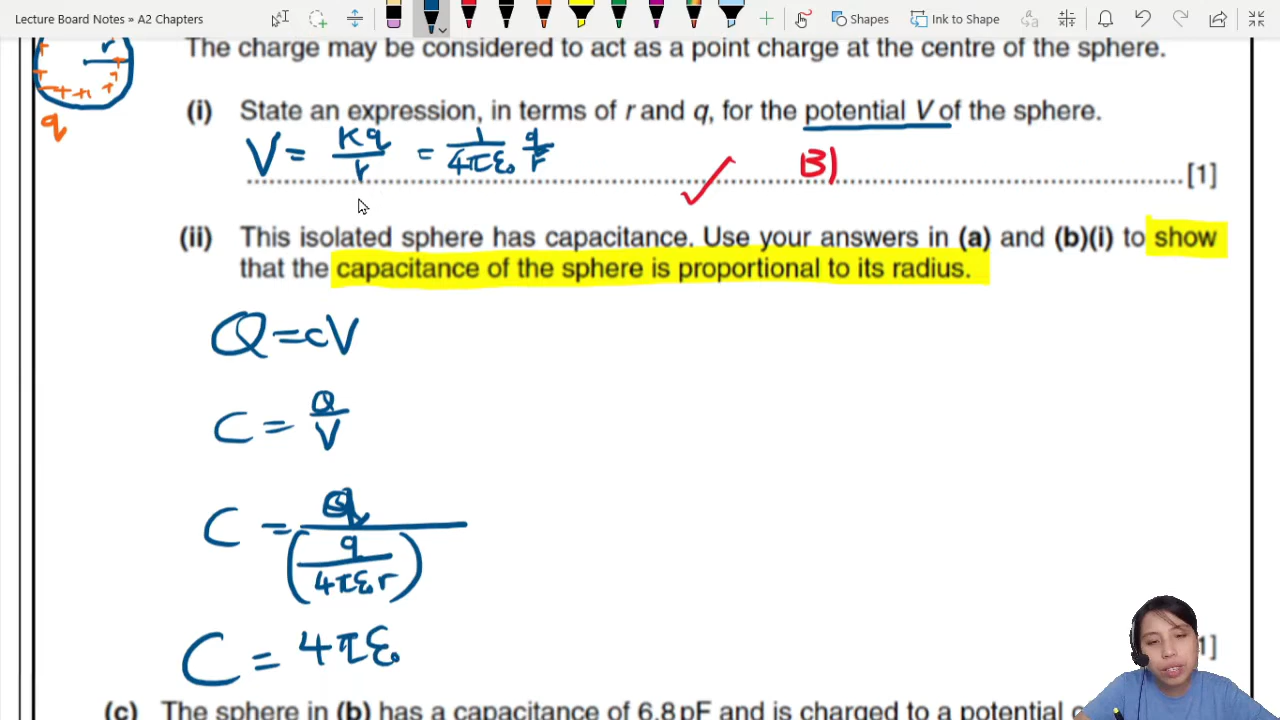 Lecture Board Notes » A2 Chapters
Shapes
Ink to Shape
r
q
The charge may be considered to act as a point charge at the centre of the sphere.
(i) State an expression, in terms of r and q, for the potential V of the sphere.
V = Kq/r = 1/4πε₀ q/r
B)
[1]
(ii) This isolated sphere has capacitance. Use your answers in (a) and (b)(i) to show
that the capacitance of the sphere is proportional to its radius.
Q = cV
C = Q/V
C = q/(q/4πε₀r)
C = 4πε₀
1]
(c) The sphere in (b) has a capacitance of 6.8 pF and is charged to a potential